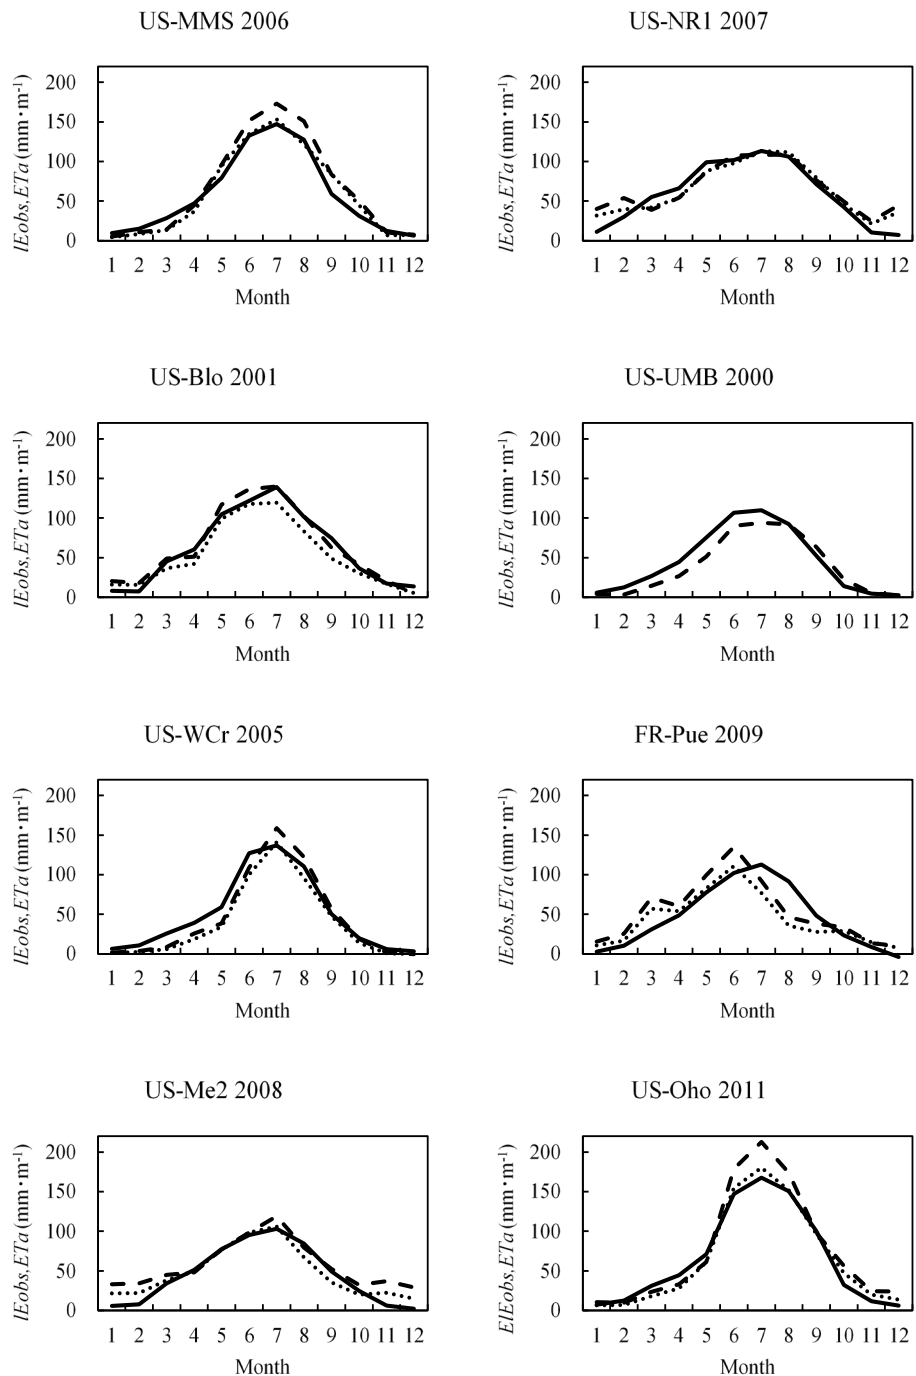 US-MMS 2006
lEobs,ETa (mm·m⁻¹)
200
150
100
50
0
1 2 3 4 5 6 7 8 9 10 11 12
Month
US-NR1 2007
lEobs,ETa (mm·m⁻¹)
200
150
100
50
0
1 2 3 4 5 6 7 8 9 10 11 12
Month
US-Blo 2001
lEobs,ETa (mm·m⁻¹)
200
150
100
50
0
1 2 3 4 5 6 7 8 9 10 11 12
Month
US-UMB 2000
lEobs,ETa (mm·m⁻¹)
200
150
100
50
0
1 2 3 4 5 6 7 8 9 10 11 12
Month
US-WCr 2005
lEobs,ETa (mm·m⁻¹)
200
150
100
50
0
1 2 3 4 5 6 7 8 9 10 11 12
Month
FR-Pue 2009
lEobs,ETa (mm·m⁻¹)
200
150
100
50
0
1 2 3 4 5 6 7 8 9 10 11 12
Month
US-Me2 2008
lEobs,ETa (mm·m⁻¹)
200
150
100
50
0
1 2 3 4 5 6 7 8 9 10 11 12
Month
US-Oho 2011
ElEobs,ETa (mm·m⁻¹)
200
150
100
50
0
1 2 3 4 5 6 7 8 9 10 11 12
Month